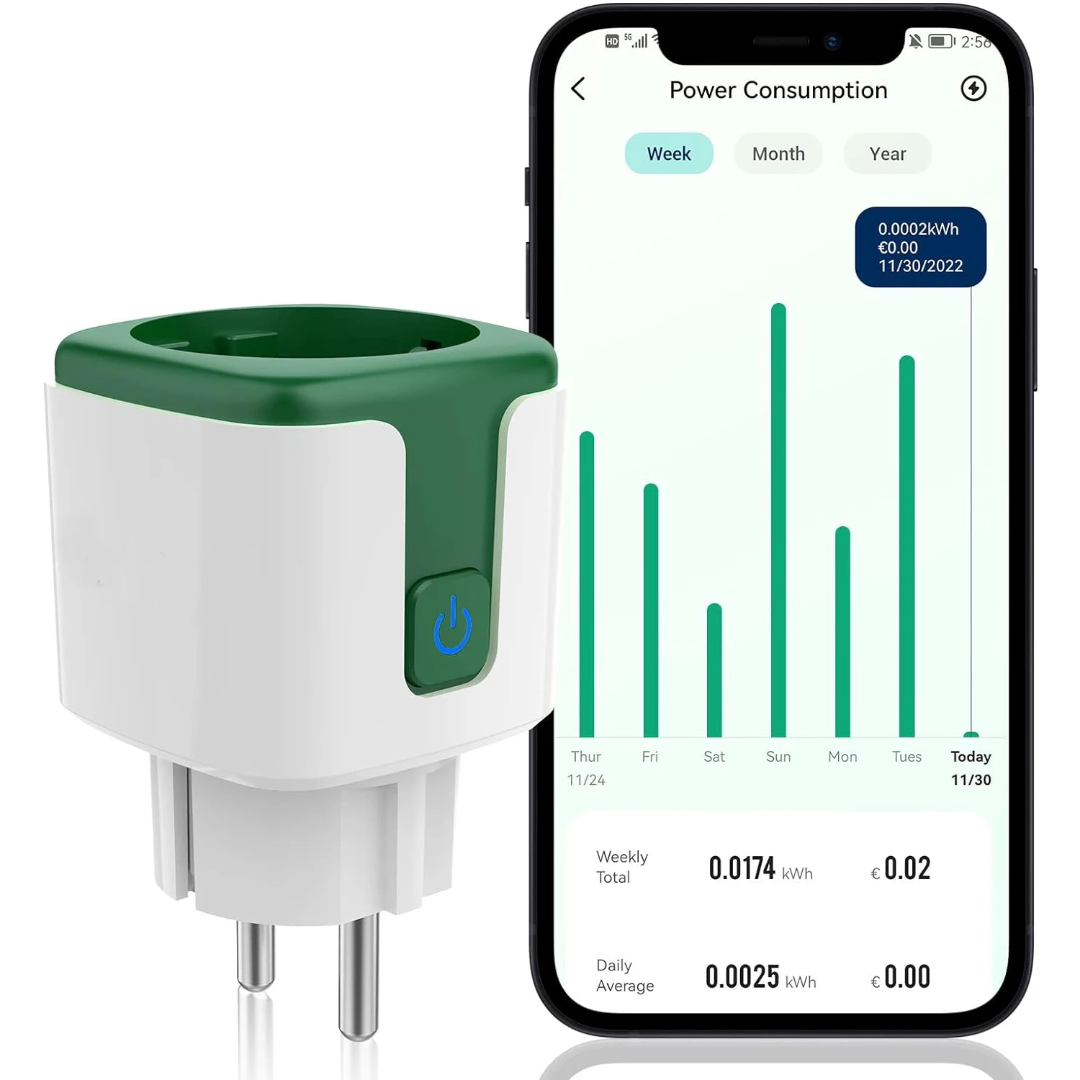 HD 5G 2:56
Power Consumption
Week Month Year
0.0002kWh
€0.00
11/30/2022
Thur Fri Sat Sun Mon Tues Today
11/24 11/30
Weekly
Total
0.0174 kWh € 0.02
Daily
Average
0.0025 kWh € 0.00